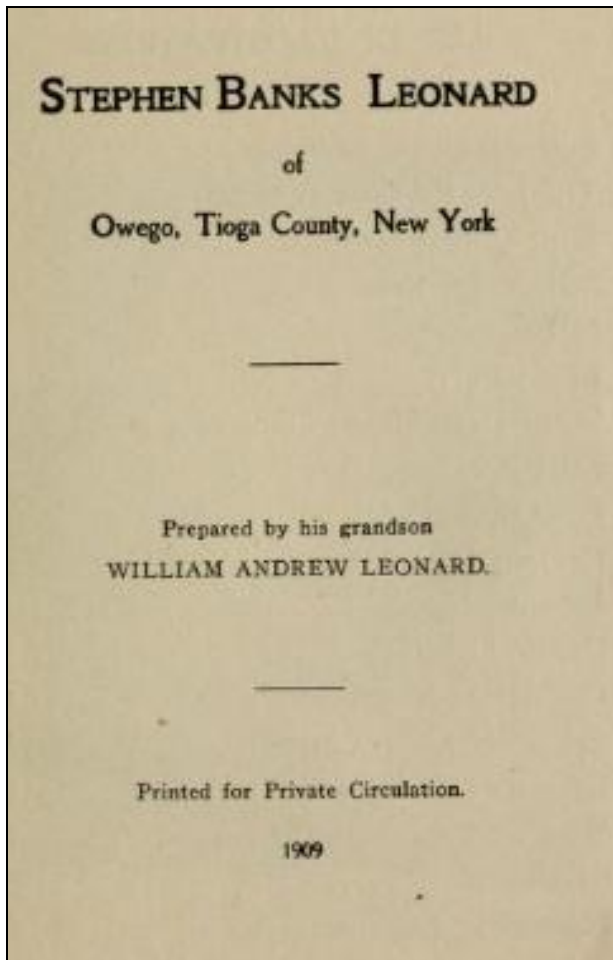 STEPHEN BANKS LEONARD
of
Owego, Tioga County, New York
Prepared by his grandson
WILLIAM ANDREW LEONARD.
Printed for Private Circulation.
1909